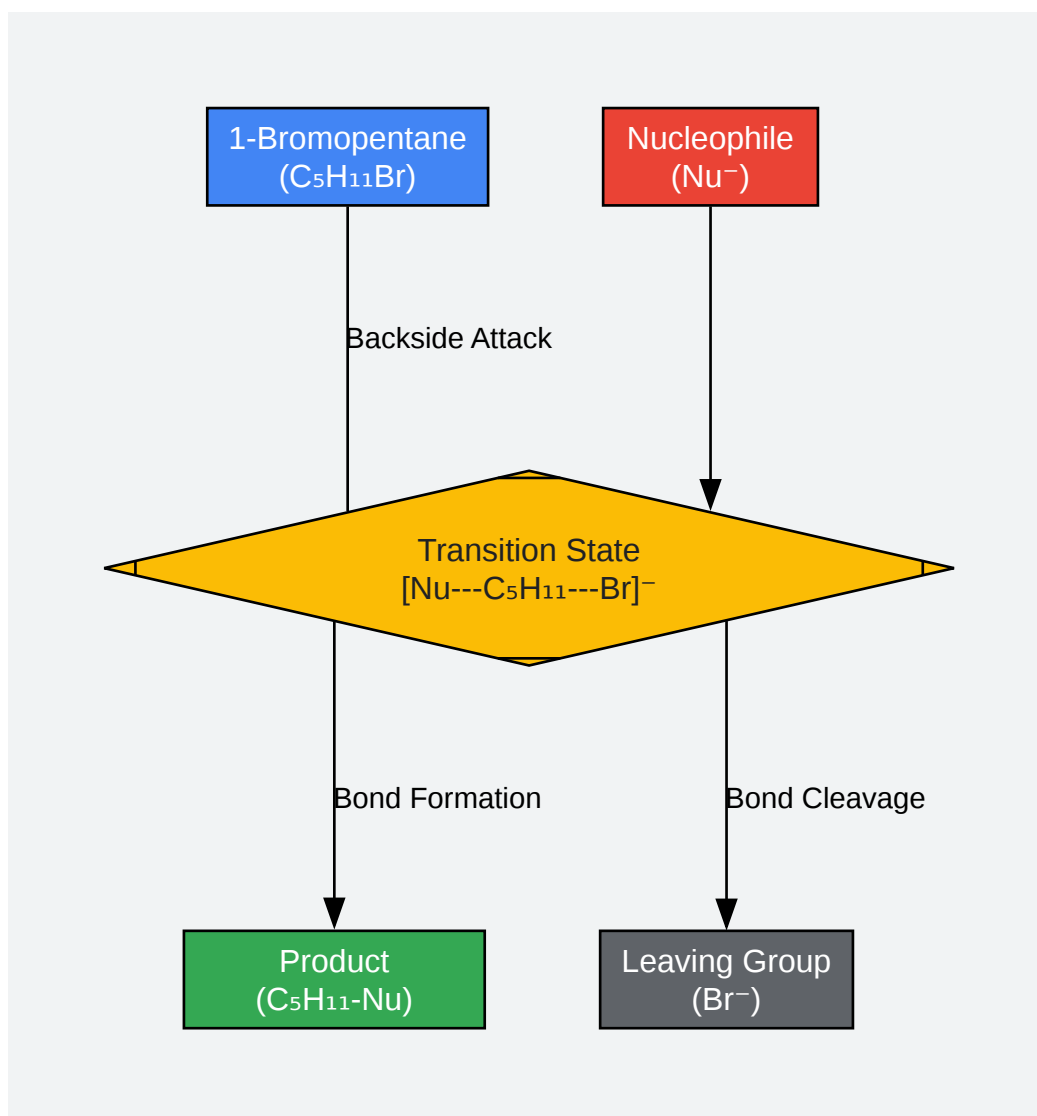 1-Bromopentane
(C₅H₁₁Br)
Nucleophile
(Nu⁻)
Backside Attack
Transition State
[Nu---C₅H₁₁---Br]⁻
Bond Formation
Bond Cleavage
Product
(C₅H₁₁-Nu)
Leaving Group
(Br⁻)